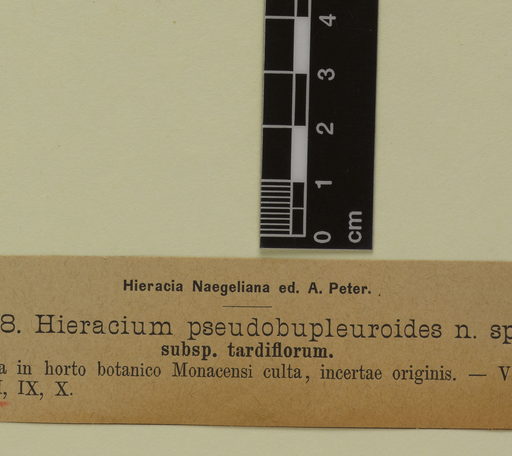 4
3
2
1
0 cm
Hieracia Naegeliana ed. A. Peter.
8. Hieracium pseudobupleuroides n. sp
subsp. tardiflorum.
a in horto botanico Monacensi culta, incertae originis. — V
I, IX, X.